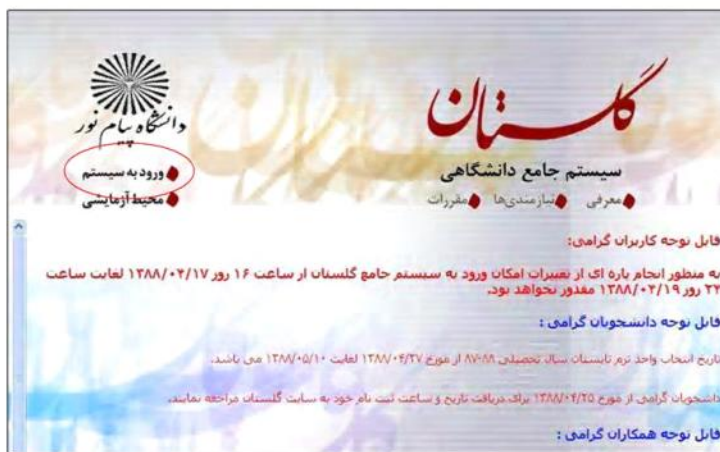 دانشگاه پیام نور
گلستان
سیستم جامع دانشگاهی
ورود به سیستم
محیط آزمایشی
معرفی نیازمندی‌ها مقررات
قابل توجه کاربران گرامی:
به منظور انجام پاره ای از تغییرات امکان ورود به سیستم جامع گلستان از ساعت ۱۶ روز ۱۳۸۸/۰۴/۱۷ لغایت ساعت
۲۲ روز ۱۳۸۸/۰۴/۱۹ مقدور نخواهد بود.
قابل توجه دانشجویان گرامی :
تاریخ انتخاب واحد ترم تابستان سال تحصیلی ۸۸-۸۷ از مورخ ۱۳۸۸/۰۴/۲۷ لغایت ۱۳۸۸/۰۵/۱۰ می باشد.
دانشجویان گرامی از مورخ ۱۳۸۸/۰۴/۲۵ برای دریافت تاریخ و ساعت ثبت نام خود به سایت گلستان مراجعه نمایند.
قابل توجه همکاران گرامی :